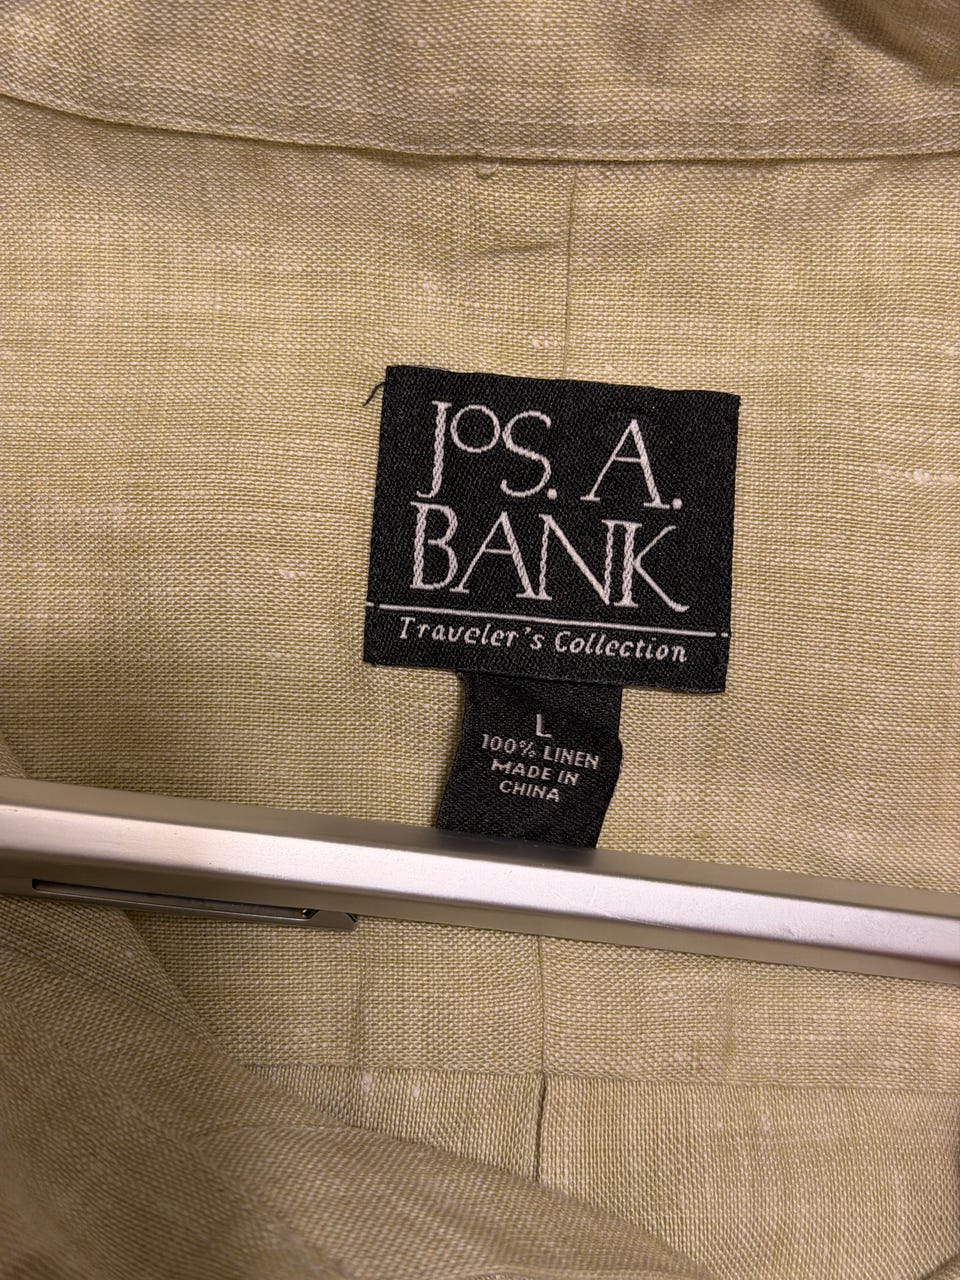 JoS. A.
BANK
Traveler's Collection
L
100% LINEN
MADE IN
CHINA